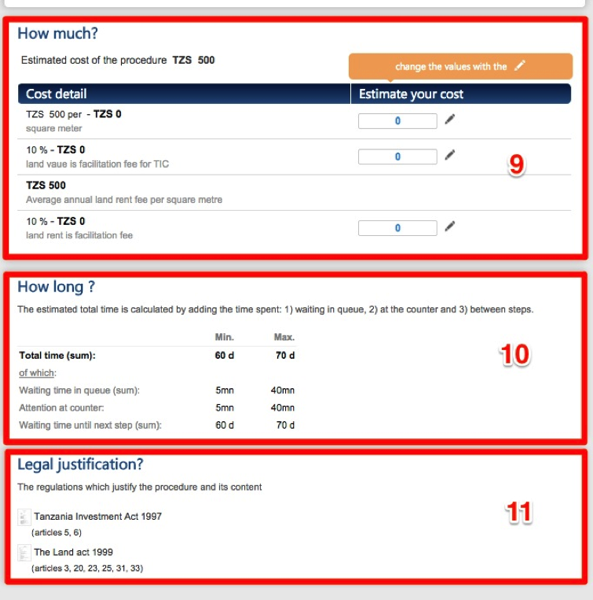 How much?
Estimated cost of the procedure TZS 500
change the values with the
Cost detail Estimate your cost
TZS 500 per - TZS 0 0
square meter
10 % - TZS 0 0
land vaue is facilitation fee for TIC
9
TZS 500
Average annual land rent fee per square metre
10 % - TZS 0 0
land rent is facilitation fee
How long ?
The estimated total time is calculated by adding the time spent: 1) waiting in queue, 2) at the counter and 3) between steps.
Min. Max.
Total time (sum): 60 d 70 d
10
of which:
Waiting time in queue (sum): 5mn 40mn
Attention at counter: 5mn 40mn
Waiting time until next step (sum): 60 d 70 d
Legal justification?
The regulations which justify the procedure and its content
Tanzania Investment Act 1997
11
(articles 5, 6)
The Land act 1999
(articles 3, 20, 23, 25, 31, 33)